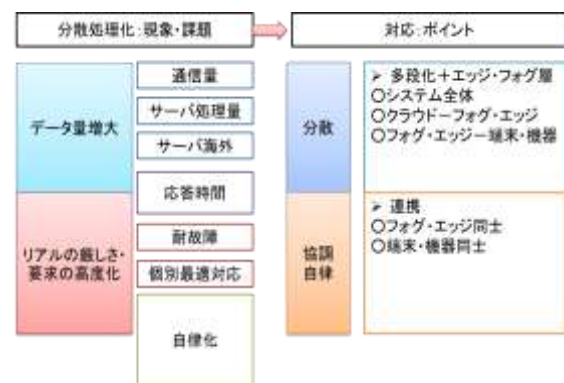 分散処理化:現象・課題
対応:ポイント
データ量増大
通信量
サーバ処理量
サーバ海外
応答時間
リアルの厳しさ・
要求の高度化
耐故障
個別最適対応
自律化
分散
➢ 多段化+エッジ・フォグ層
〇システム全体
〇クラウドーフォグ・エッジ
〇フォグ・エッジー端末・機器
協調
自律
➢ 連携
〇フォグ・エッジ同士
〇端末・機器同士